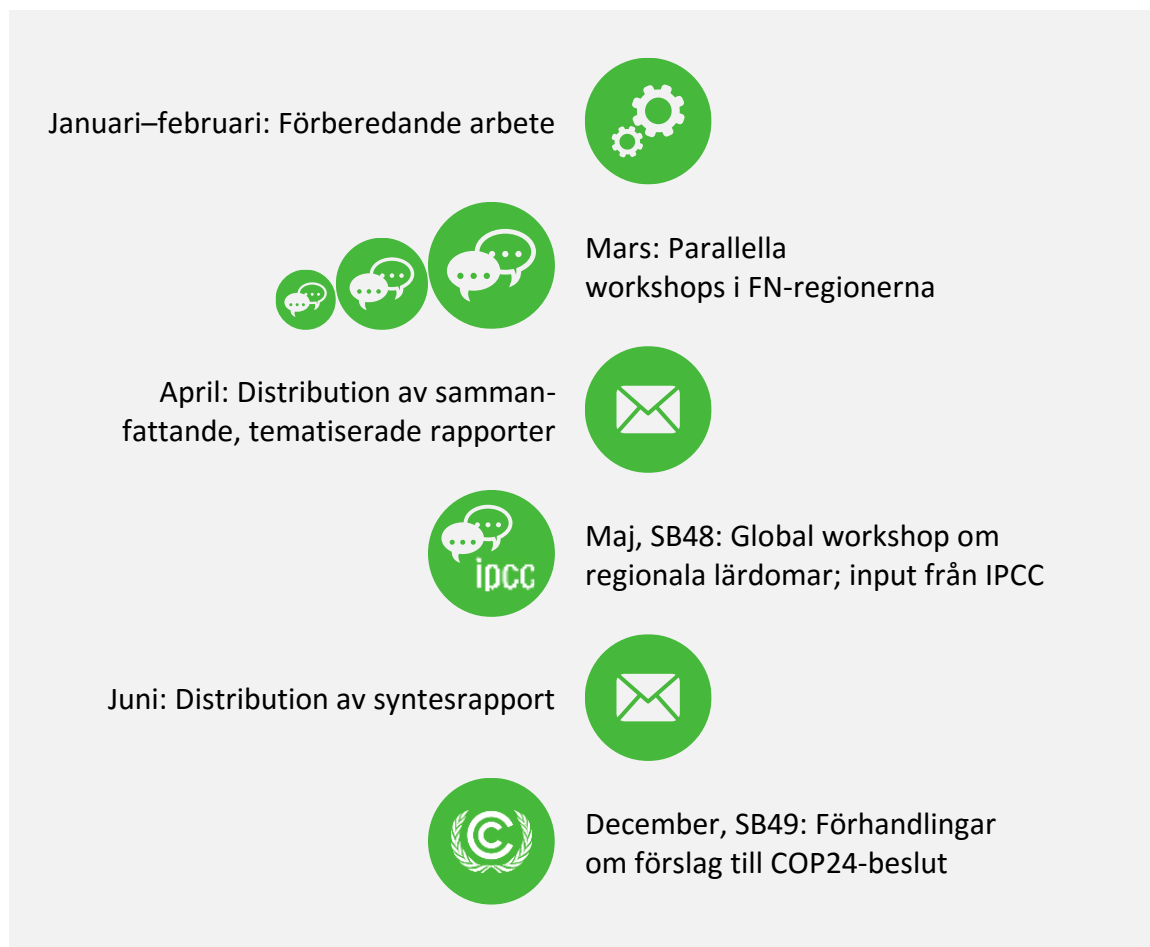 Januari–februari: Förberedande arbete
Mars: Parallella
workshops i FN-regionerna
April: Distribution av samman-
fattande, tematiserade rapporter
ipcc
Maj, SB48: Global workshop om
regionala lärdomar; input från IPCC
Juni: Distribution av syntesrapport
December, SB49: Förhandlingar
om förslag till COP24-beslut